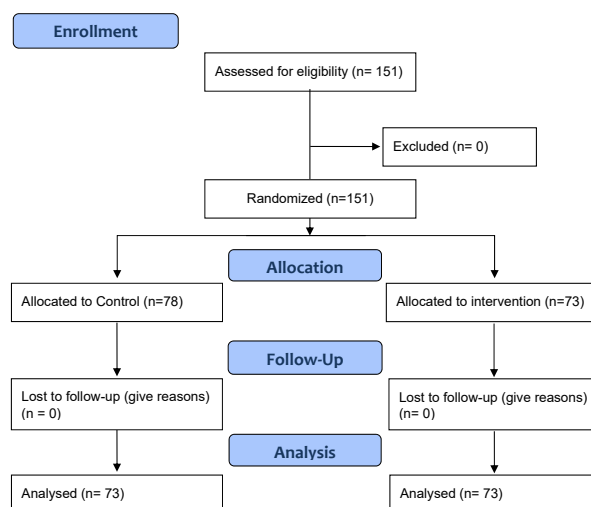 Enrollment
Assessed for eligibility (n= 151)
Excluded (n= 0)
Randomized (n=151)
Allocation
Allocated to Control (n=78)
Allocated to intervention (n=73)
Follow-Up
Lost to follow-up (give reasons)
(n = 0)
Lost to follow-up (give reasons)
(n= 0)
Analysis
Analysed (n= 73)
Analysed (n= 73)